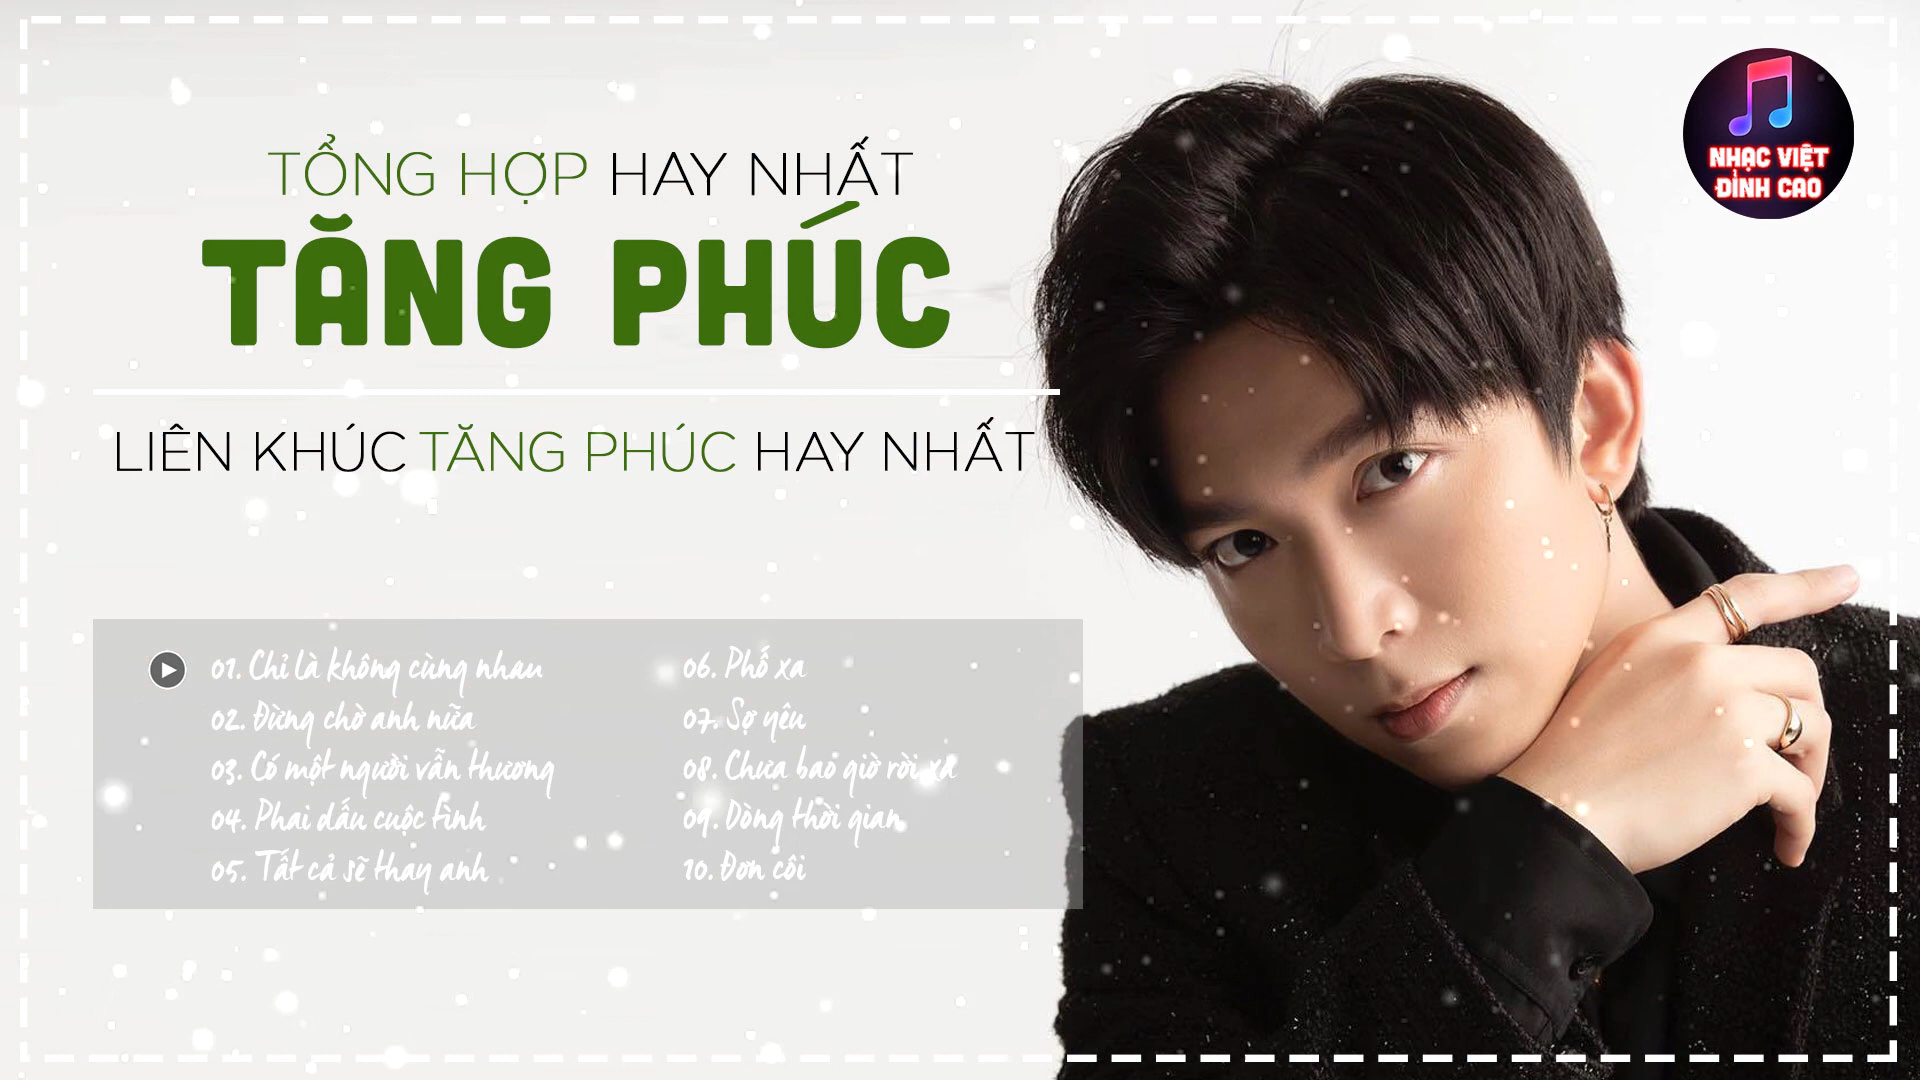 TỔNG HỢP HAY NHẤT
TĂNG PHÚC
LIÊN KHÚC TĂNG PHÚC HAY NHẤT
NHẠC VIỆT
ĐỈNH CAO
01. Chỉ là không cùng nhau
02. Đừng chờ anh nữa
03. Có một người vẫn thương
04. Phai dấu cuộc tình
05. Tất cả sẽ thay anh
06. Phố xa
07. Sợ yêu
08. Chưa bao giờ rời xa
09. Dòng thời gian
10. Đơn côi